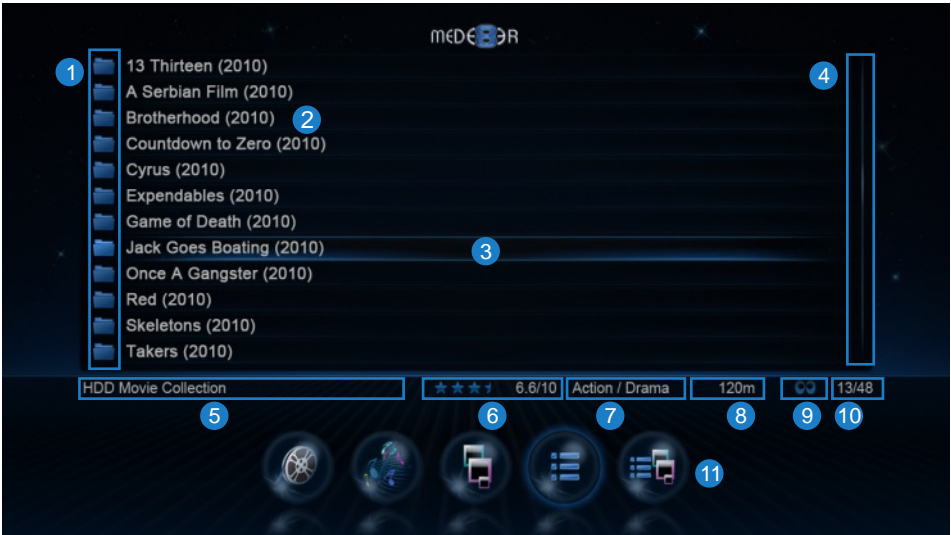 MEDE8ER
1
13 Thirteen (2010)
4
A Serbian Film (2010)
Brotherhood (2010)
2
Countdown to Zero (2010)
Cyrus (2010)
Expendables (2010)
Game of Death (2010)
Jack Goes Boating (2010)
3
Once A Gangster (2010)
Red (2010)
Skeletons (2010)
Takers (2010)
HDD Movie Collection 6.6/10 Action / Drama 120m 13/48
5 6 7 8 9 10
11